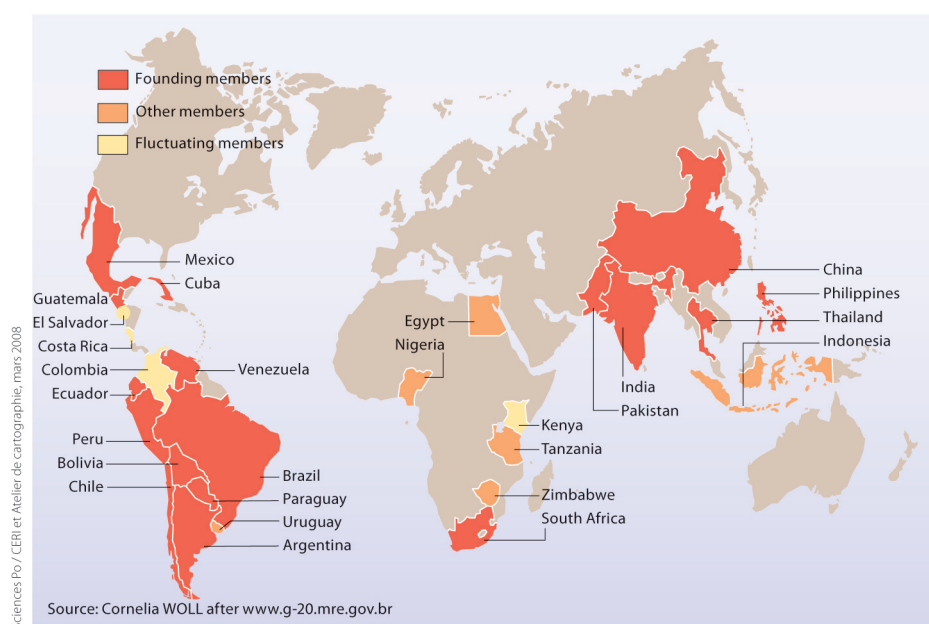 Founding members
Other members
Fluctuating members
Mexico
Cuba
Guatemala
El Salvador
Costa Rica
Colombia
Venezuela
Ecuador
Peru
Bolivia
Chile
Brazil
Paraguay
Uruguay
Argentina
Egypt
Nigeria
Kenya
Tanzania
Zimbabwe
South Africa
China
Philippines
Thailand
Indonesia
India
Pakistan
Source: Cornelia WOLL after www.g-20.mre.gov.br
Sciences Po / CERI et Atelier de cartographie, mars 2008